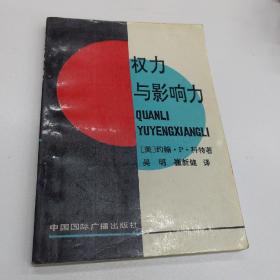 权力
与影响力
QUANLI
YUYENGXIANGLI
[美]约翰·P·科特著
吴明 崔新健 译
中国国际广播出版社